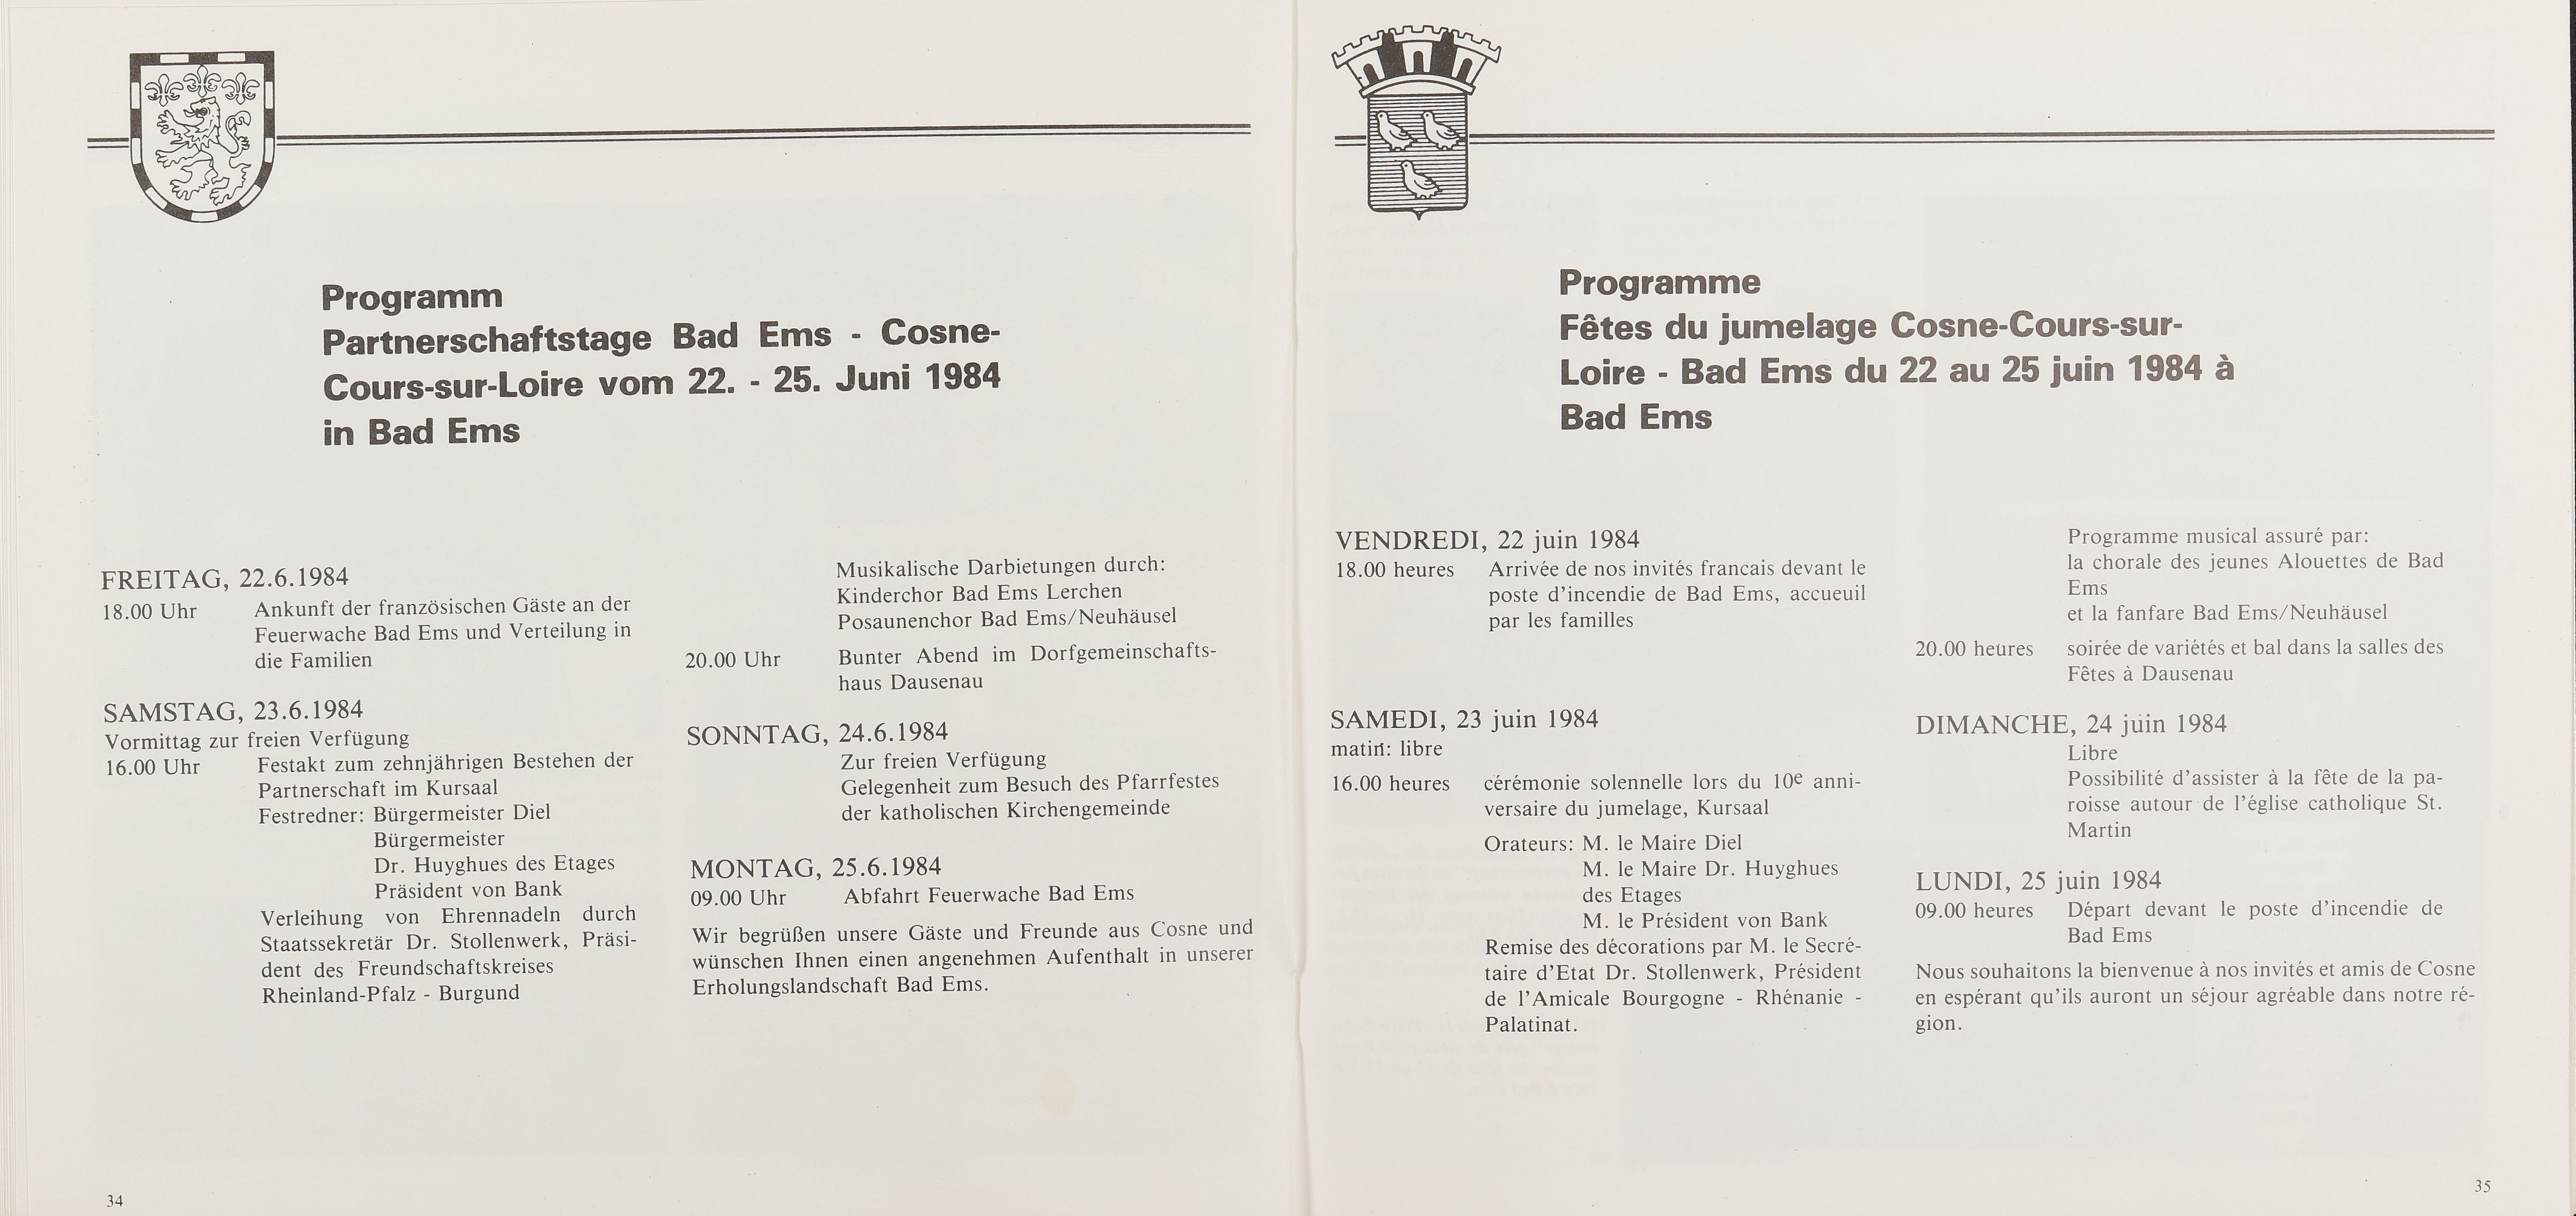 Programm
Partnerschaftstage Bad Ems - Cosne-
Cours-sur-Loire vom 22. - 25. Juni 1984
in Bad Ems
FREITAG, 22.6.1984
18.00 Uhr Ankunft der französischen Gäste an der
Feuerwache Bad Ems und Verteilung in
die Familien
SAMSTAG, 23.6.1984
Vormittag zur freien Verfügung
16.00 Uhr Festakt zum zehnjährigen Bestehen der
Partnerschaft im Kursaal
Festredner: Bürgermeister Diel
Bürgermeister
Dr. Huyghues des Etages
Präsident von Bank
Verleihung von Ehrennadeln durch
Staatssekretär Dr. Stollenwerk, Präsi-
dent des Freundschaftskreises
Rheinland-Pfalz - Burgund
Musikalische Darbietungen durch:
Kinderchor Bad Ems Lerchen
Posaunenchor Bad Ems/Neuhäusel
20.00 Uhr Bunter Abend im Dorfgemeinschafts-
haus Dausenau
SONNTAG, 24.6.1984
Zur freien Verfügung
Gelegenheit zum Besuch des Pfarrfestes
der katholischen Kirchengemeinde
MONTAG, 25.6.1984
09.00 Uhr Abfahrt Feuerwache Bad Ems
Wir begrüßen unsere Gäste und Freunde aus Cosne und
wünschen Ihnen einen angenehmen Aufenthalt in unserer
Erholungslandschaft Bad Ems.
34
Programme
Fêtes du jumelage Cosne-Cours-sur-
Loire - Bad Ems du 22 au 25 juin 1984 à
Bad Ems
VENDREDI, 22 juin 1984
18.00 heures Arrivée de nos invités francais devant le
poste d'incendie de Bad Ems, accueuil
par les familles
SAMEDI, 23 juin 1984
matin: libre
16.00 heures cérémonie solennelle lors du 10e anni-
versaire du jumelage, Kursaal
Orateurs: M. le Maire Diel
M. le Maire Dr. Huyghues
des Etages
M. le Président von Bank
Remise des décorations par M. le Secré-
taire d'Etat Dr. Stollenwerk, Président
de l'Amicale Bourgogne - Rhénanie -
Palatinat.
Programme musical assuré par:
la chorale des jeunes Alouettes de Bad
Ems
et la fanfare Bad Ems/Neuhäusel
20.00 heures soirée de variétés et bal dans la salles des
Fêtes à Dausenau
DIMANCHE, 24 juin 1984
Libre
Possibilité d'assister à la fête de la pa-
roisse autour de l'église catholique St.
Martin
LUNDI, 25 juin 1984
09.00 heures Départ devant le poste d'incendie de
Bad Ems
Nous souhaitons la bienvenue à nos invités et amis de Cosne
en espérant qu'ils auront un séjour agréable dans notre ré-
gion.
35